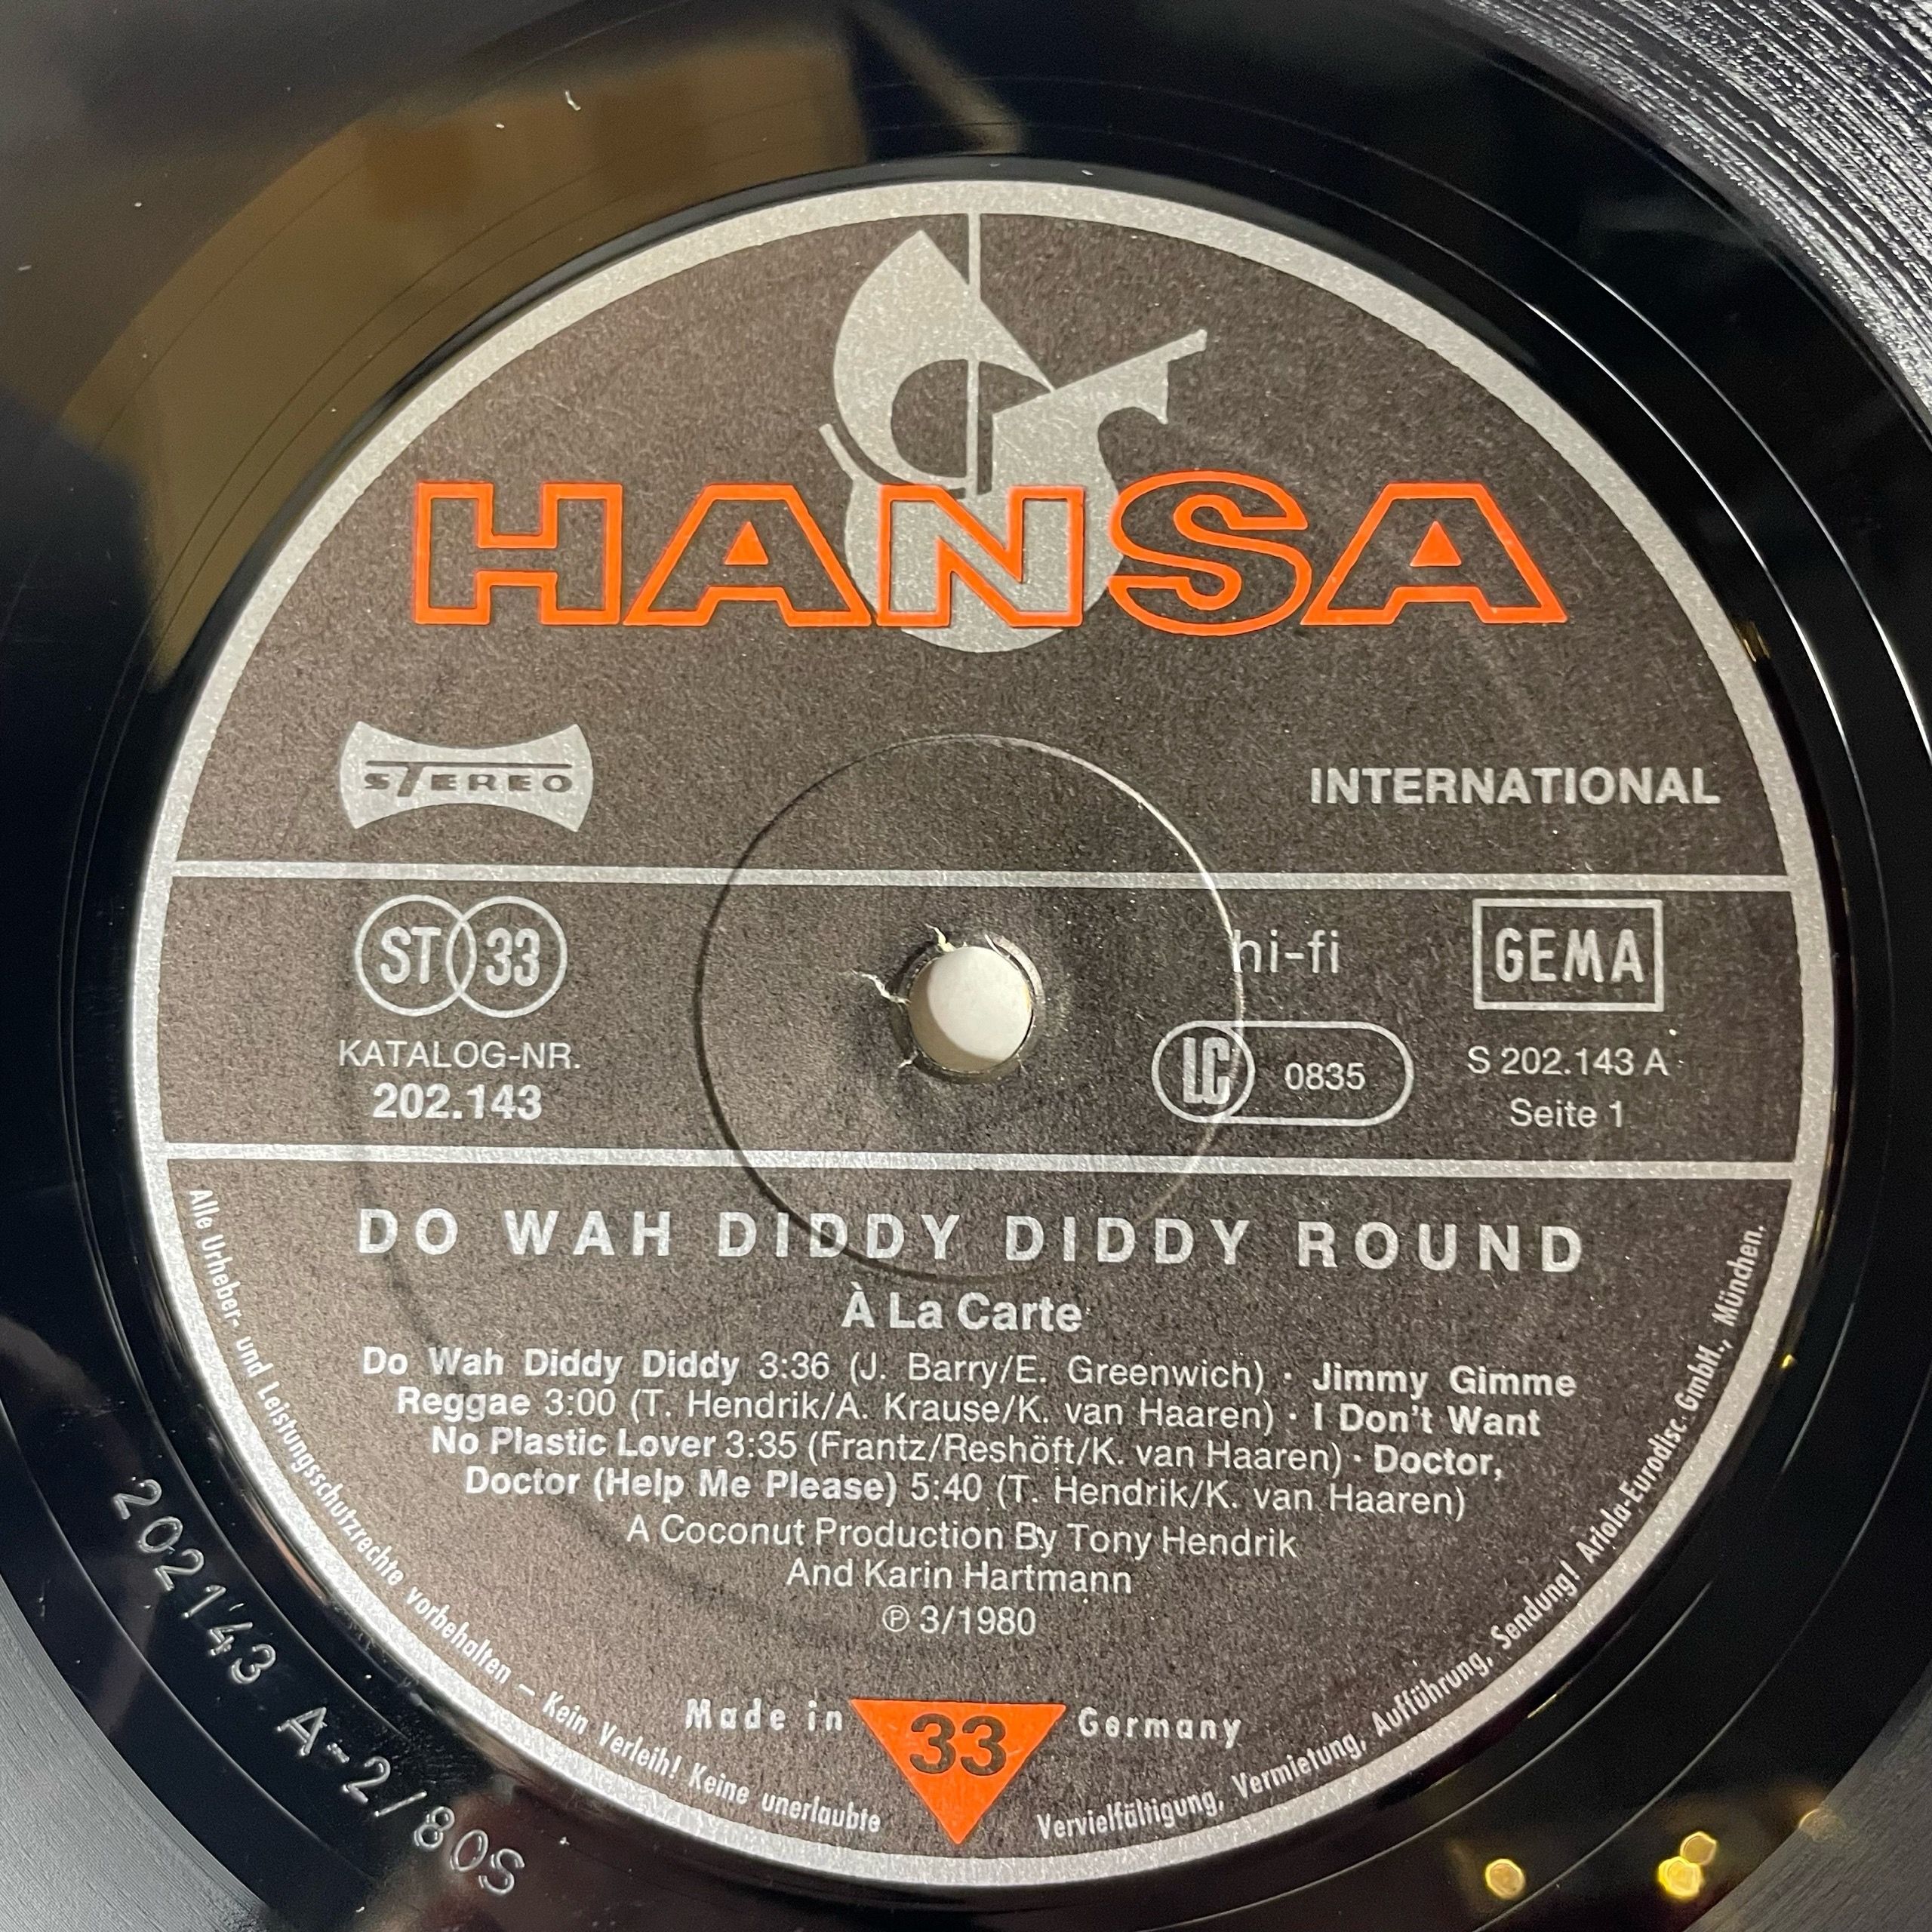 HANSA
STEREO
INTERNATIONAL
ST 33
hi-fi
GEMA
KATALOG-NR.
202.143
LC 0835
S 202.143 A
Seite 1
DO WAH DIDDY DIDDY ROUND
À La Carte
Do Wah Diddy Diddy 3:36 (J. Barry/E. Greenwich) · Jimmy Gimme
Reggae 3:00 (T. Hendrik/A. Krause/K. van Haaren) · I Don't Want
No Plastic Lover 3:35 (Frantz/Reshöft/K. van Haaren) · Doctor,
Doctor (Help Me Please) 5:40 (T. Hendrik/K. van Haaren)
A Coconut Production By Tony Hendrik
And Karin Hartmann
℗ 3/1980
Made in 33 Germany
Alle Urheber- und Leistungsschutzrechte vorbehalten – Kein Verleih! Keine unerlaubte Vervielfältigung, Vermietung, Aufführung, Sendung! Ariola-Eurodisc GmbH., München.
202143 A-2/80S